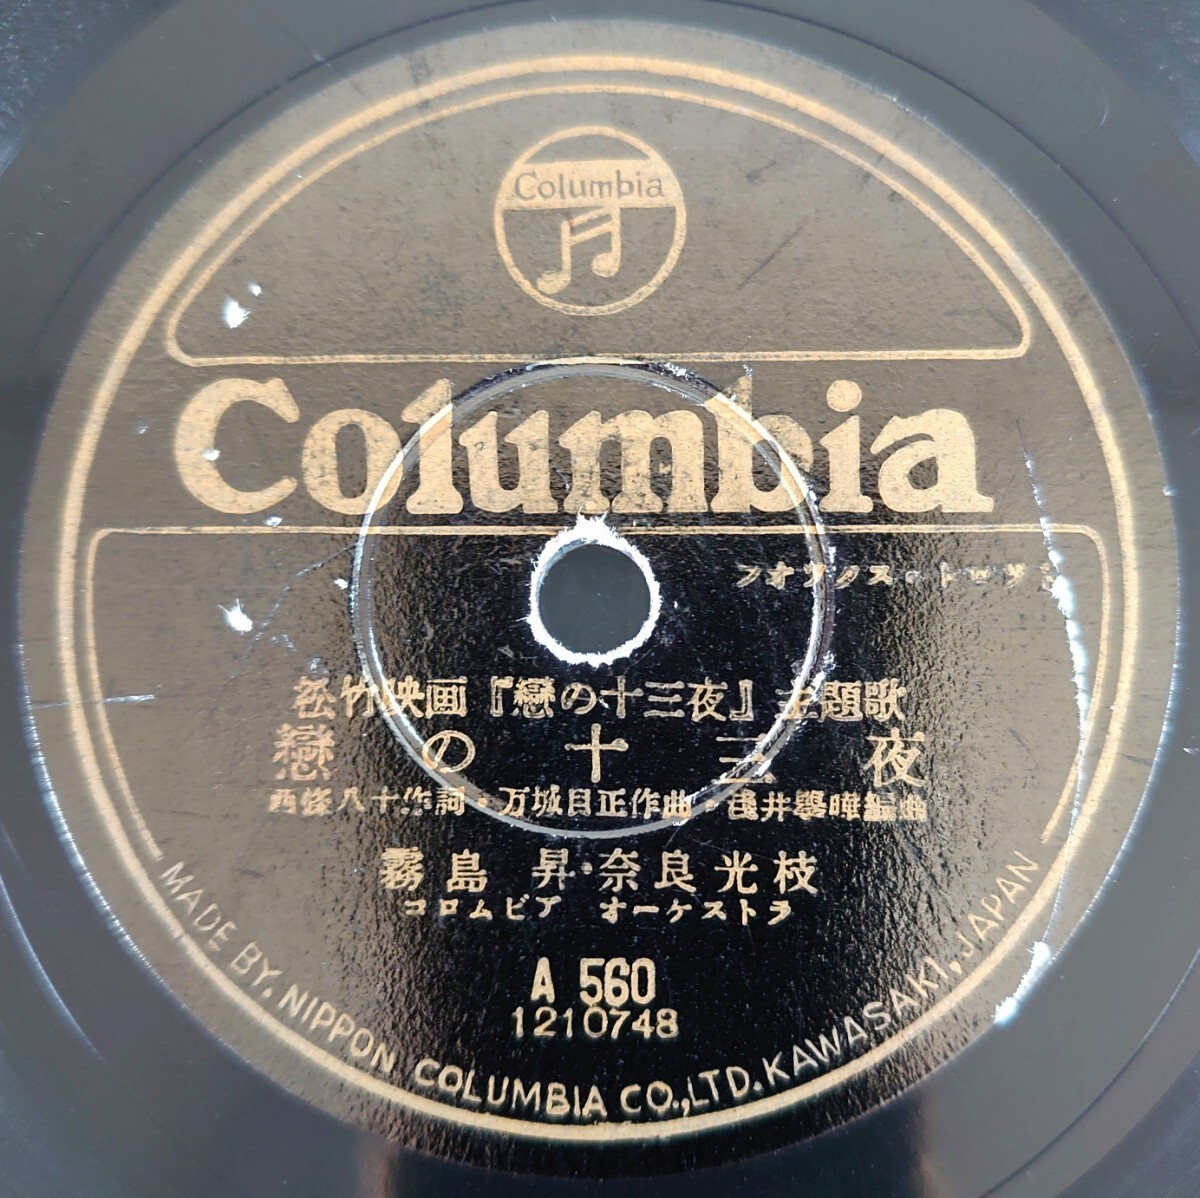 Columbia
Columbia
フオツクス・トロツト
松竹映画『戀の十三夜』主題歌
戀の十三夜
西條八十作詞・万城目正作曲・浅井擧曄編曲
霧島 昇・奈良光枝
コロムビア オーケストラ
A 560
1210748
MADE BY. NIPPON COLUMBIA CO., LTD. KAWASAKI, JAPAN